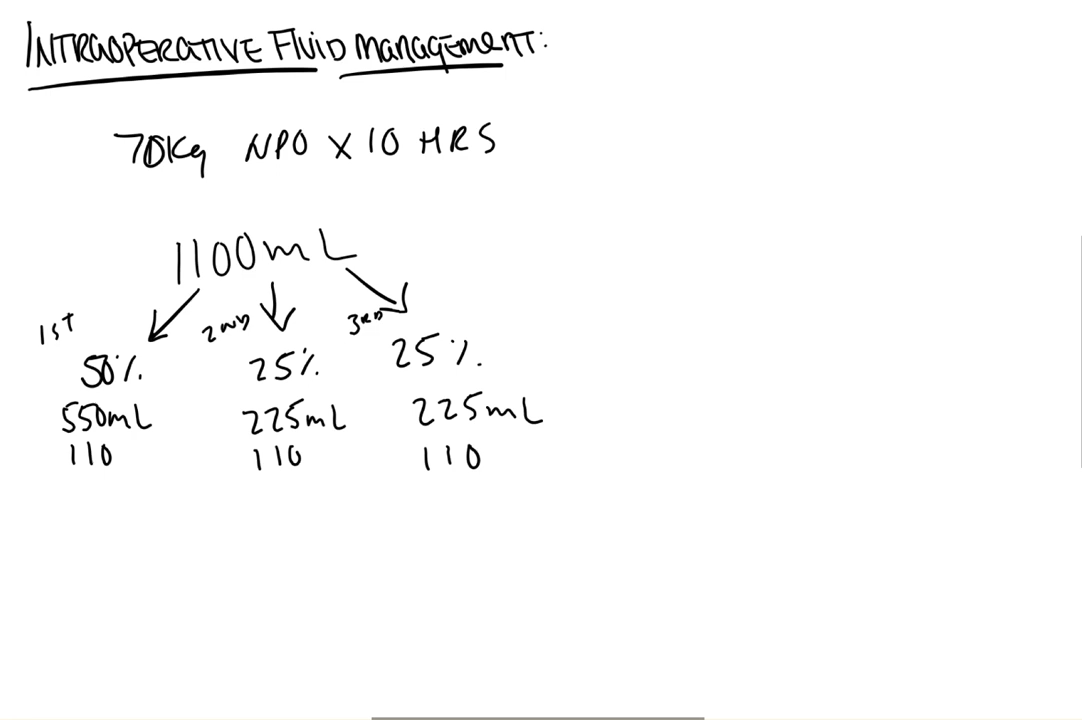 INTRAOPERATIVE FLUID MANAGEMENT:
70Kg NPO X 10 HRS
1100mL
1ST 2ND 3RD
50% 25% 25%
550mL 225mL 225mL
110 110 110